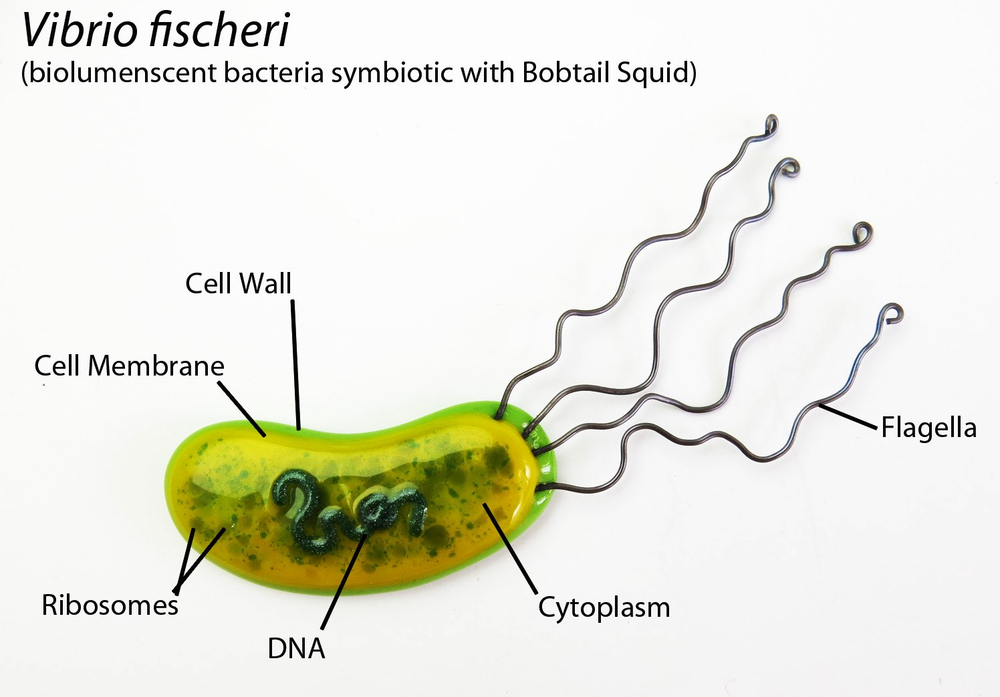 Vibrio fischeri
(biolumenscent bacteria symbiotic with Bobtail Squid)
Cell Wall
Cell Membrane
Flagella
Ribosomes
Cytoplasm
DNA